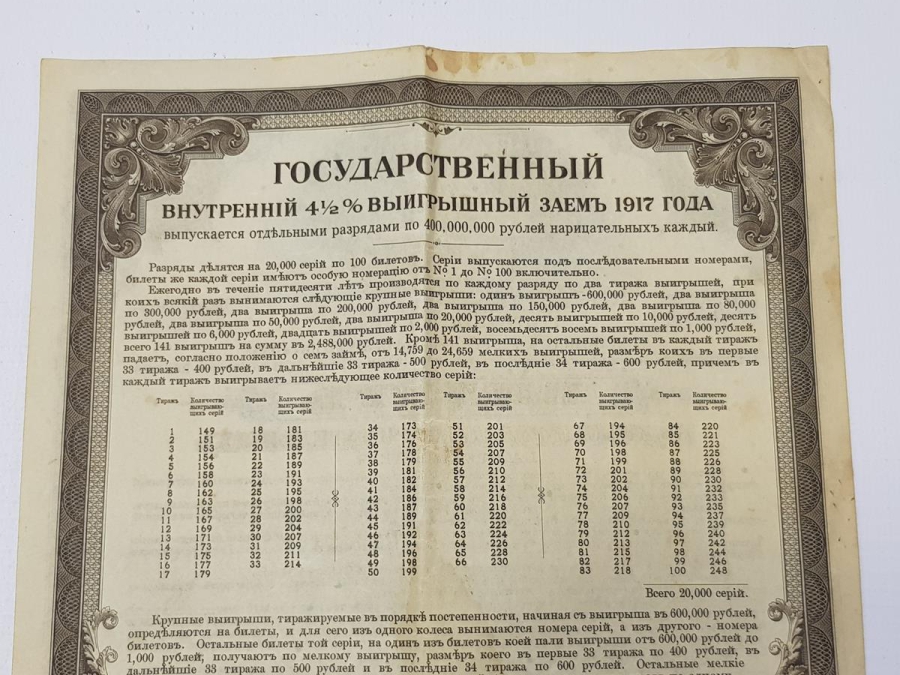 ГОСУДАРСТВЕННЫЙ
ВНУТРЕННІЙ 4½% ВЫИГРЫШНЫЙ ЗАЕМЪ 1917 ГОДА
выпускается отдѣльными разрядами по 400,000,000 рублей нарицательныхъ каждый.
Разряды дѣлятся на 20,000 серій по 100 билетовъ. Серіи выпускаются подъ послѣдовательными номерами,
билеты же каждой серіи имѣютъ особую номерацію отъ № 1 до № 100 включительно.
Ежегодно въ теченіе пятидесяти лѣтъ производятся по каждому разряду по два тиража выигрышей, при
коихъ всякій разъ вынимаются слѣдующіе крупные выигрыши: одинъ выигрышъ -600,000 рублей, два выигрыша
по 300,000 рублей, два выигрыша по 200,000 рублей, два выигрыша по 150,000 рублей, два выигрыша по 80,000
рублей, два выигрыша по 50,000 рублей, два выигрыша по 20,000 рублей, десять выигрышей по 10,000 рублей, десять
выигрышей по 6,000 рублей, двадцать выигрышей по 2,000 рублей, восемьдесятъ восемь выигрышей по 1,000 рублей,
всего 141 выигрышъ на сумму въ 2,488,000 рублей. Кромѣ 141 выигрыша, на остальные билеты въ каждый тиражъ
падаетъ, согласно положенію о семъ займѣ, отъ 14,759 до 24,659 мелкихъ выигрышей, размѣръ коихъ въ первые
33 тиража - 400 рублей, въ дальнѣйшіе 33 тиража - 500 рублей, въ послѣдніе 34 тиража - 600 рублей, причемъ въ
каждый тиражъ выигрываетъ нижеслѣдующее количество серій:
Тиражъ Количество выигрывающихъ серій Тиражъ Количество выигрывающихъ серій Тиражъ Количество выигрывающихъ серій Тиражъ Количество выигрывающихъ серій Тиражъ Количество выигрывающихъ серій Тиражъ Количество выигрывающихъ серій
1 149 18 181 34 173 51 201 67 194 84 220
2 151 19 183 35 174 52 203 68 195 85 221
3 153 20 185 36 176 53 205 69 196 86 223
4 154 21 187 37 178 54 207 70 198 87 225
5 156 22 189 38 179 55 209 71 199 88 226
6 158 23 191 39 181 56 210 72 201 89 228
7 160 24 193 40 182 57 212 73 202 90 230
8 162 25 195 41 184 58 214 74 204 91 232
9 163 26 198 42 186 59 216 75 206 92 233
10 165 27 200 43 187 60 218 76 207 93 235
11 167 28 202 44 189 61 220 77 209 94 237
12 169 29 204 45 191 62 222 78 210 95 239
13 171 30 207 46 192 63 224 79 212 96 240
14 173 31 209 47 194 64 226 80 213 97 242
15 175 32 211 48 196 65 228 81 215 98 244
16 177 33 214 49 198 66 230 82 217 99 246
17 179 50 199 83 218 100 248
Всего 20,000 серій.
Крупные выигрыши, тиражируемые въ порядкѣ постепенности, начиная съ выигрыша въ 600,000 рублей,
опредѣляются на билеты, и для сего изъ одного колеса вынимаются номера серій, а изъ другого - номера
билетовъ. Остальные билеты той серіи, на одинъ изъ билетовъ коей пали выигрыши отъ 600,000 рублей до
1,000 рублей, получаютъ по мелкому выигрышу, размѣръ коего въ первые 33 тиража по 400 рублей, въ
дальнѣйшіе 33 тиража по 500 рублей и въ послѣдніе 34 тиража по 600 рублей. Остальные мелкіе